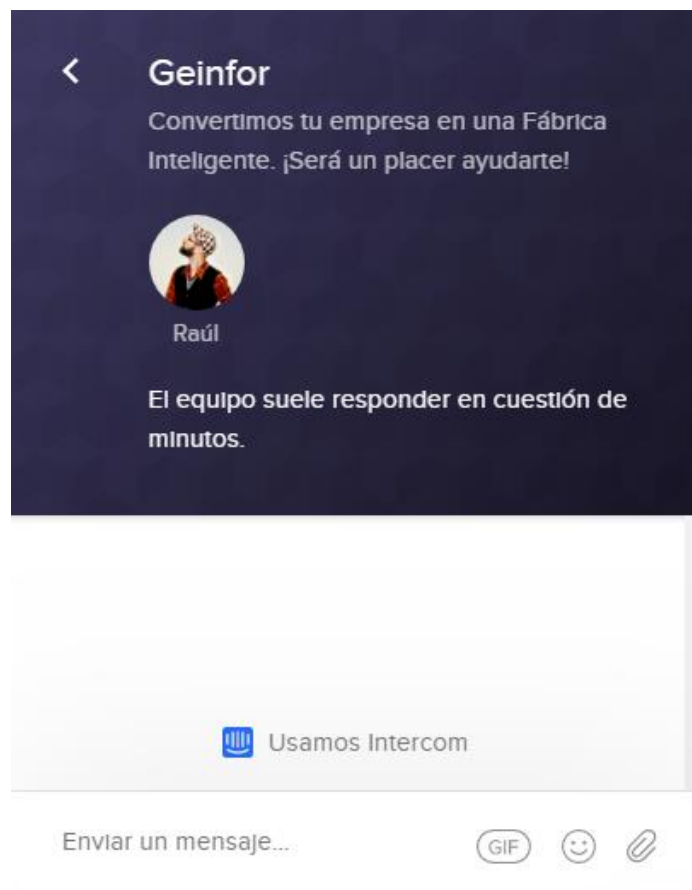 Geinfor
Convertimos tu empresa en una Fábrica
Inteligente. ¡Será un placer ayudarte!
Raúl
El equipo suele responder en cuestión de
minutos.
Usamos Intercom
Enviar un mensaje...
GIF